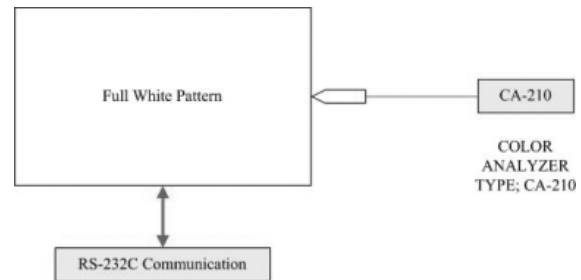 Full White Pattern
CA-210
COLOR
ANALYZER
TYPE; CA-210
RS-232C Communication